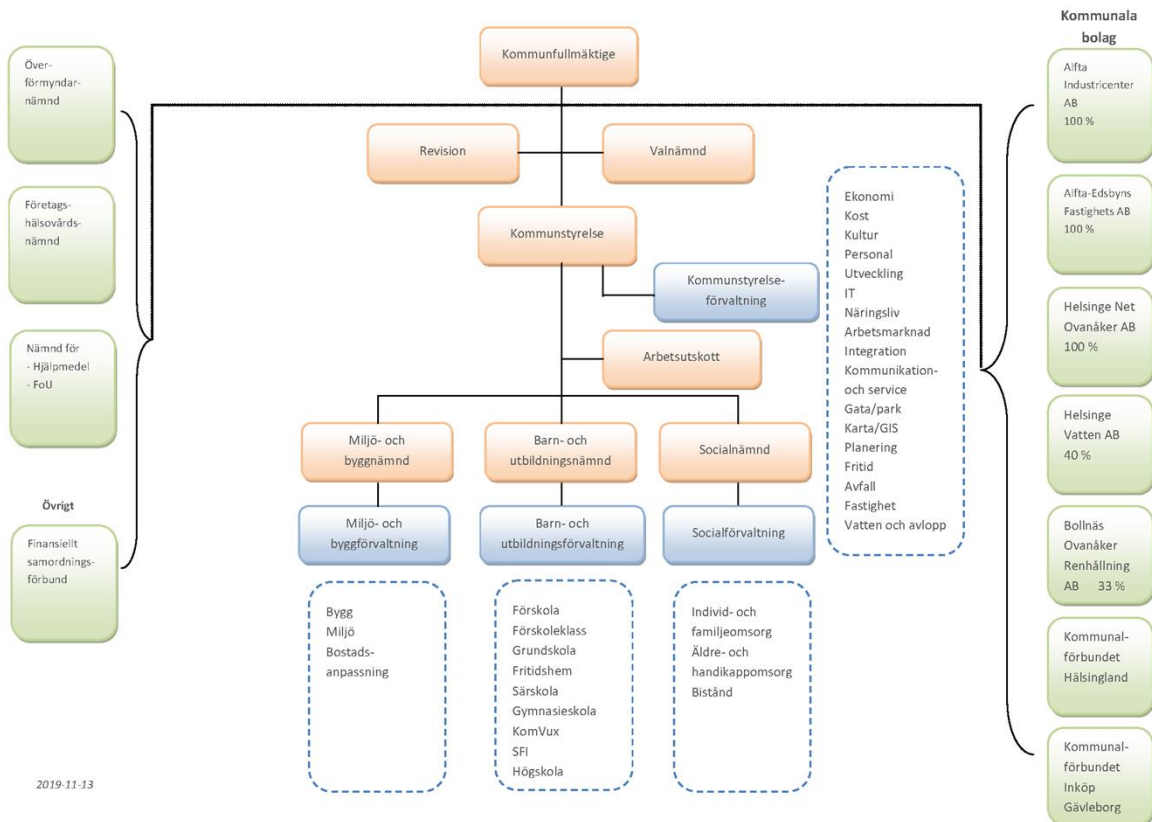 Kommunfullmäktige
Revision
Valnämnd
Kommunstyrelse
Kommunstyrelse-
förvaltning
Arbetsutskott
Miljö- och
byggnämnd
Barn- och
utbildningsnämnd
Socialnämnd
Miljö- och
byggförvaltning
Barn- och
utbildningsförvaltning
Socialförvaltning
Bygg
Miljö
Bostads-
anpassning
Förskola
Förskoleklass
Grundskola
Fritidshem
Särskola
Gymnasieskola
KomVux
SFI
Högskola
Individ- och
familjeomsorg
Äldre- och
handikappomsorg
Bistånd
Ekonomi
Kost
Kultur
Personal
Utveckling
IT
Näringsliv
Arbetsmarknad
Integration
Kommunikation-
och service
Gata/park
Karta/GIS
Planering
Fritid
Avfall
Fastighet
Vatten och avlopp
Över-
förmyndar-
nämnd
Företags-
hälsovårds-
nämnd
Nämnd för
- Hjälpmedel
- FoU
Övrigt
Finansiellt
samordnings-
förbund
Kommunala
bolag
Alfta
Industricenter
AB
100 %
Alfta-Edsbyns
Fastighets AB
100 %
Helsinge Net
Ovanåker AB
100 %
Helsinge
Vatten AB
40 %
Bollnäs
Ovanåker
Renhållning
AB 33 %
Kommunal-
förbundet
Hälsingland
Kommunal-
förbundet
Inköp
Gävleborg
2019-11-13